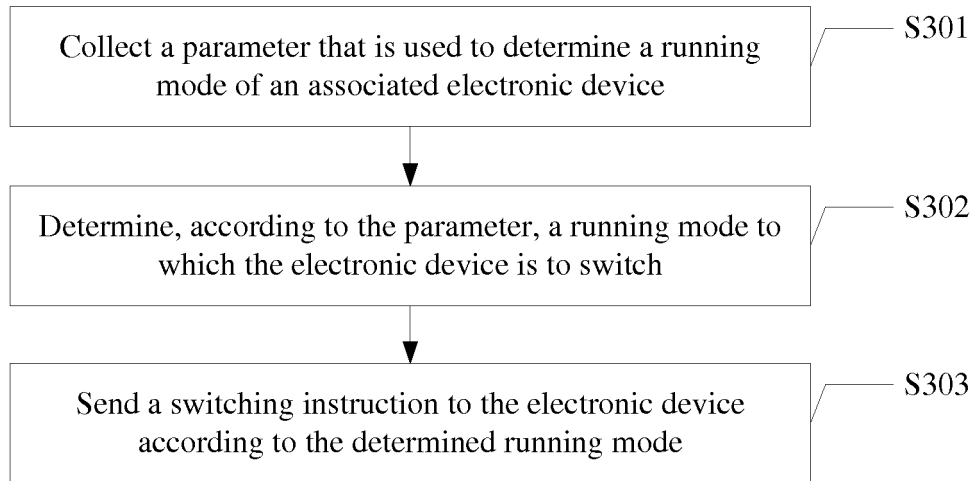 Collect a parameter that is used to determine a running
mode of an associated electronic device
S301
Determine, according to the parameter, a running mode to
which the electronic device is to switch
S302
Send a switching instruction to the electronic device
according to the determined running mode
S303